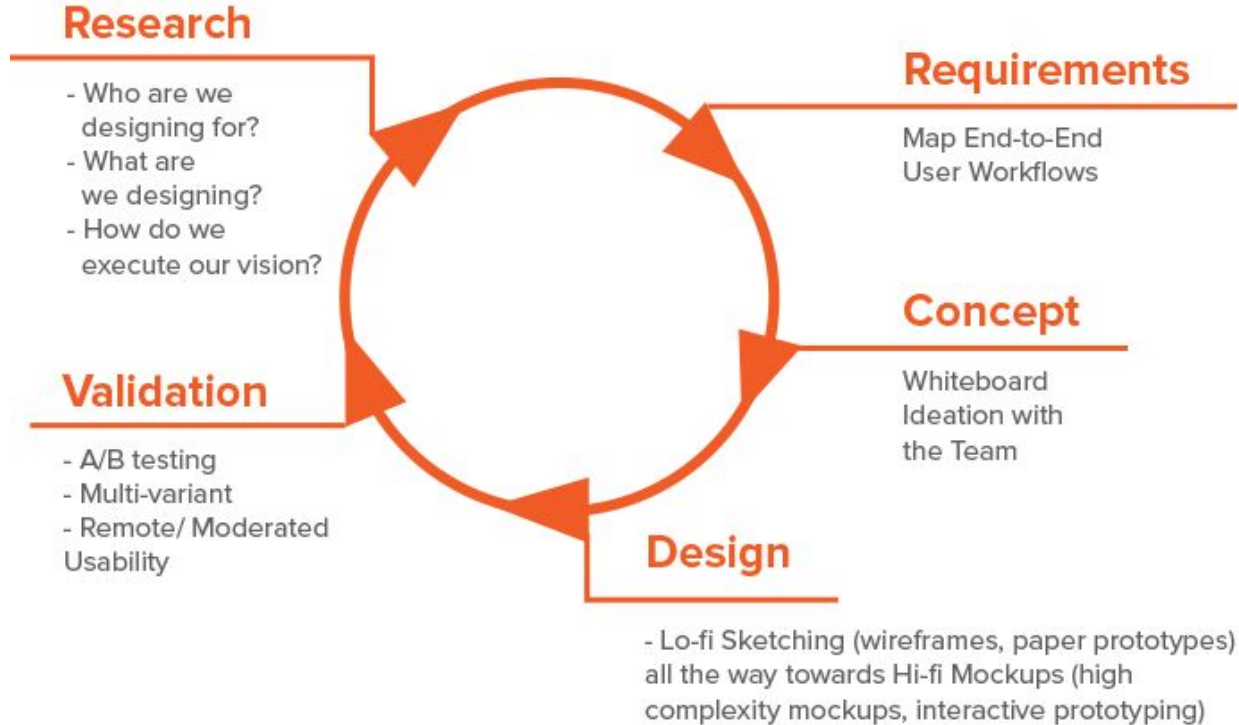 Research
- Who are we
designing for?
- What are
we designing?
- How do we
execute our vision?
Requirements
Map End-to-End
User Workflows
Concept
Whiteboard
Ideation with
the Team
Design
- Lo-fi Sketching (wireframes, paper prototypes)
all the way towards Hi-fi Mockups (high
complexity mockups, interactive prototyping)
Validation
- A/B testing
- Multi-variant
- Remote/ Moderated
Usability